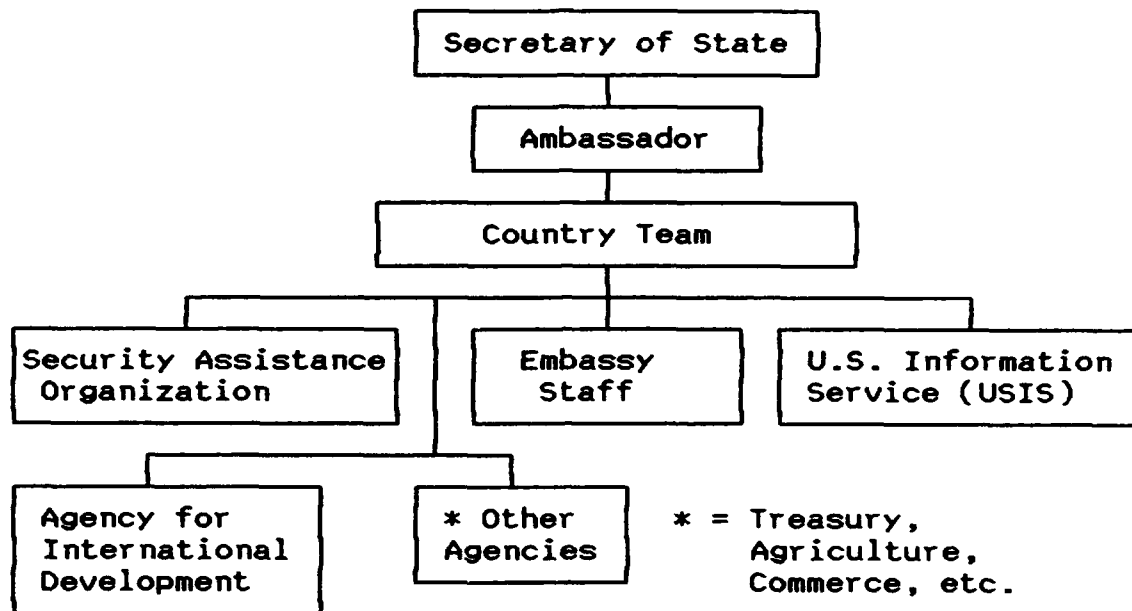 Secretary of State
Ambassador
Country Team
Security Assistance
Organization
Embassy
Staff
U.S. Information
Service (USIS)
Agency for
International
Development
* Other
Agencies
* = Treasury,
Agriculture,
Commerce, etc.